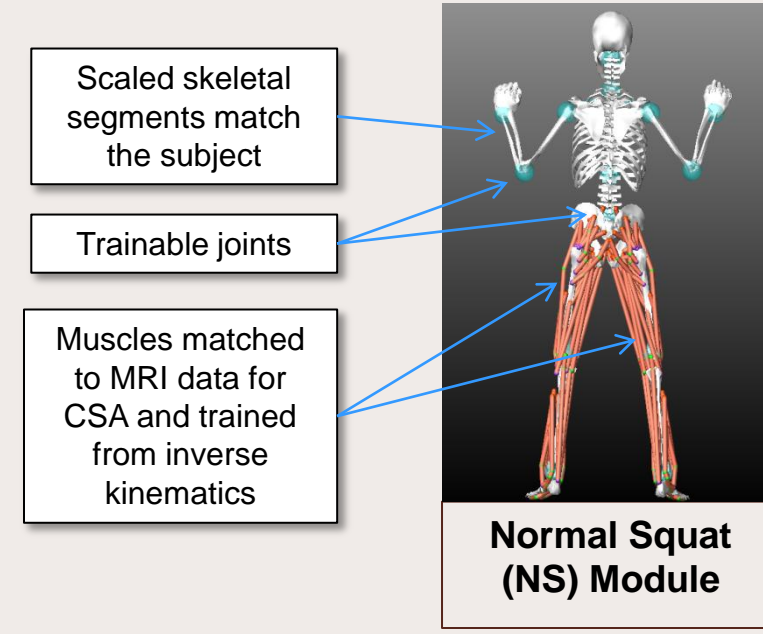 Scaled skeletal
segments match
the subject
Trainable joints
Muscles matched
to MRI data for
CSA and trained
from inverse
kinematics
Normal Squat
(NS) Module